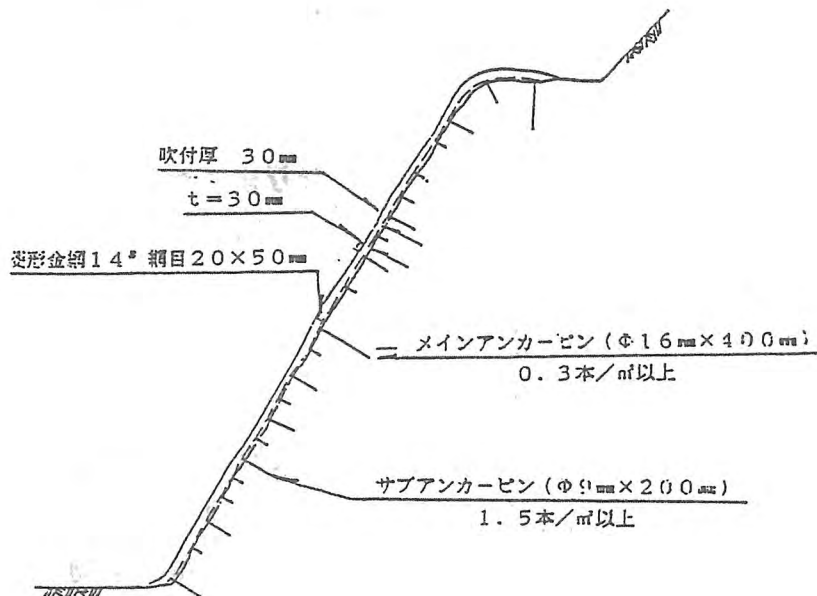 吹付厚 30㎜
t=30㎜
菱形金網14# 網目20×50㎜
メインアンカーピン(Φ16㎜×400㎜)
0.3本/㎡以上
サブアンカーピン(Φ9㎜×200㎜)
1.5本/㎡以上